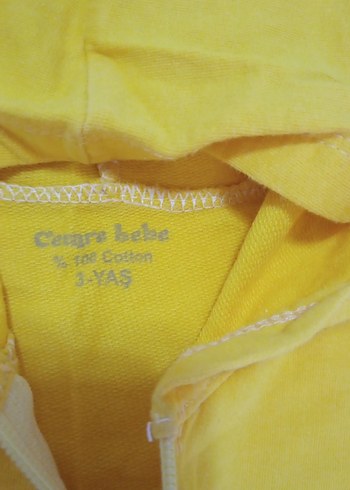 Cemre bebe
% 100 Cotton
3-YAŞ